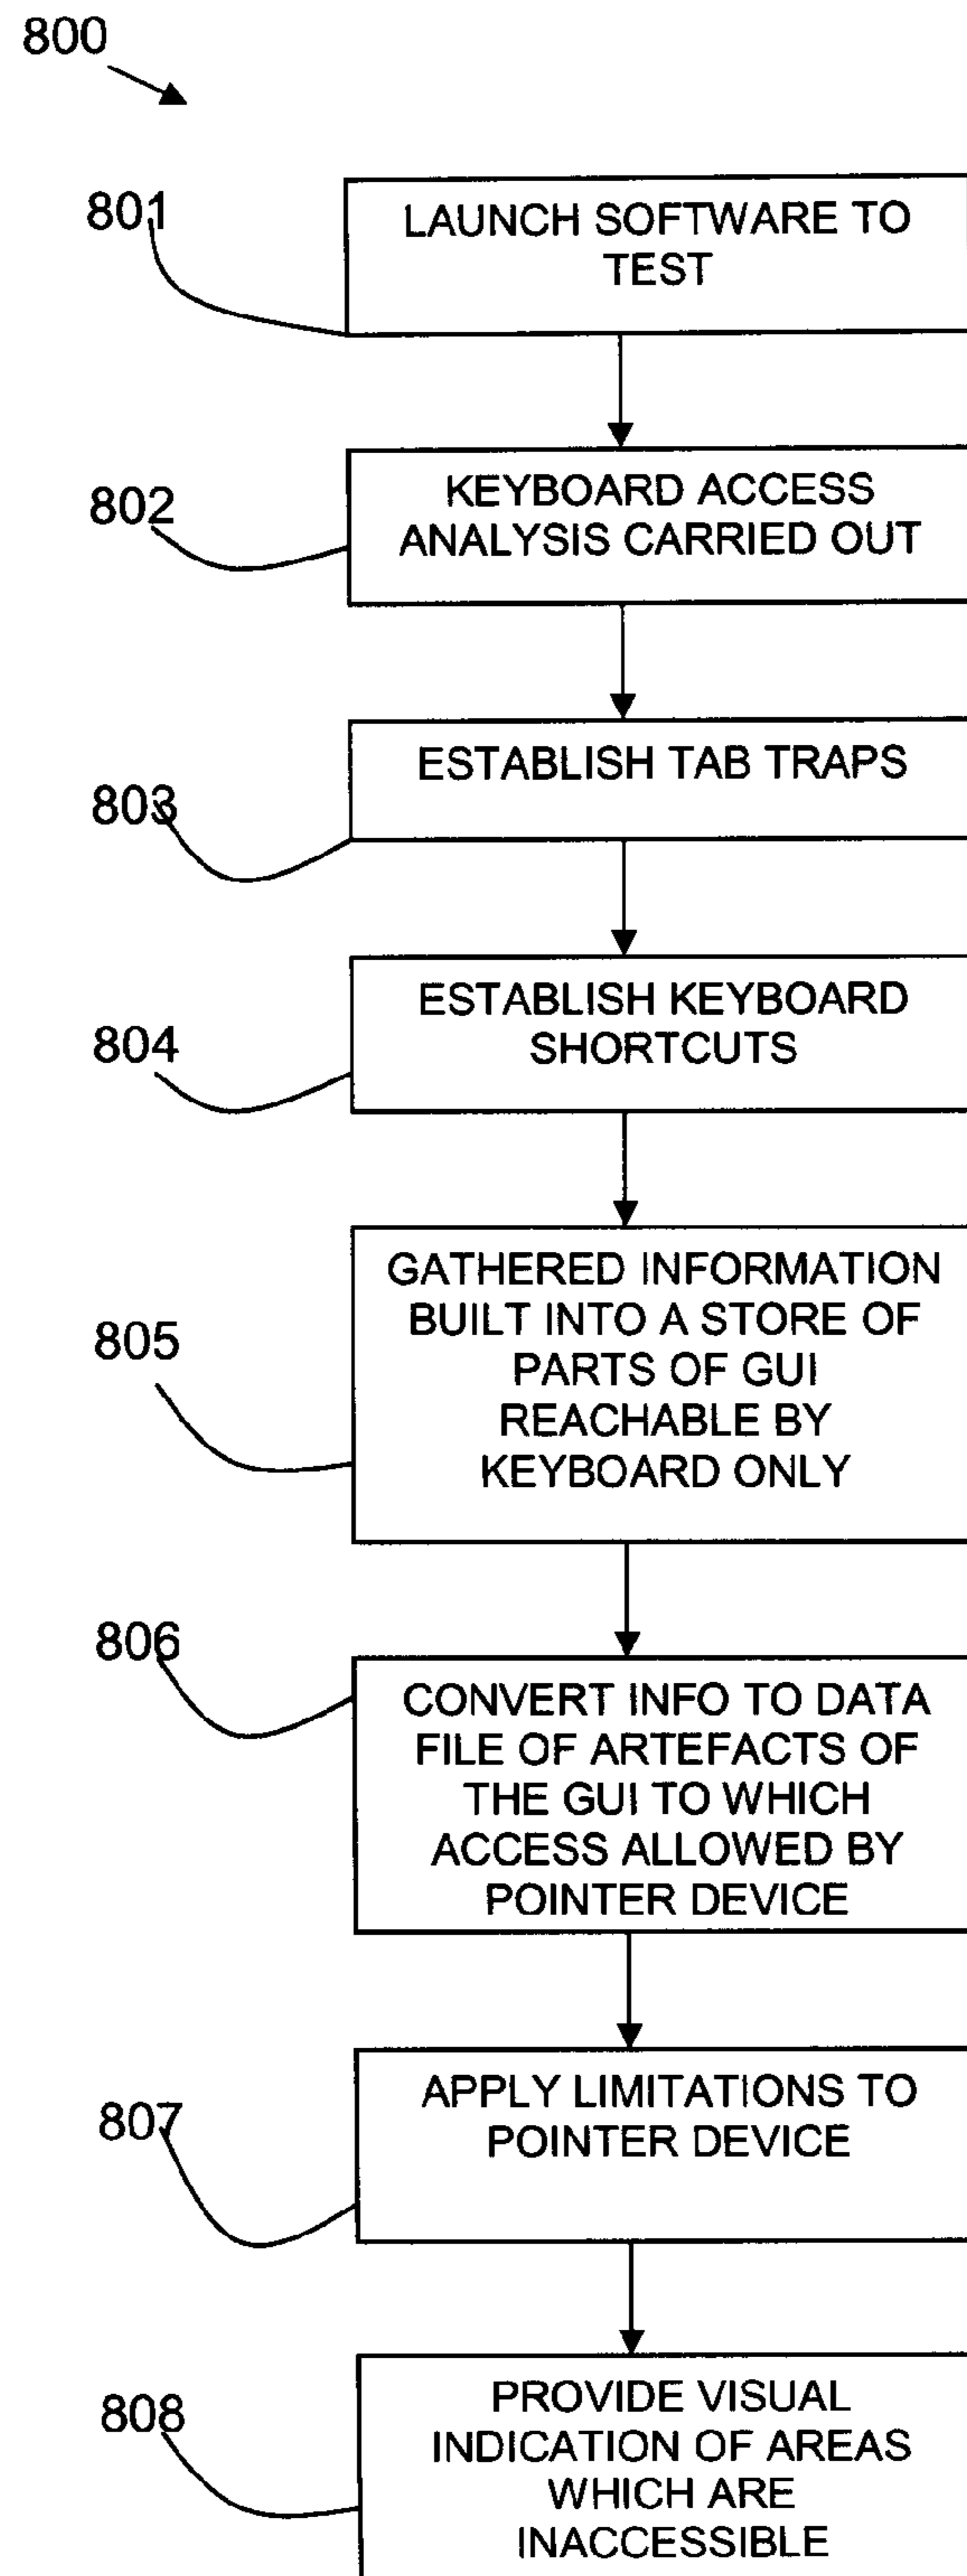 800
801
LAUNCH SOFTWARE TO
TEST
802
KEYBOARD ACCESS
ANALYSIS CARRIED OUT
803
ESTABLISH TAB TRAPS
804
ESTABLISH KEYBOARD
SHORTCUTS
805
GATHERED INFORMATION
BUILT INTO A STORE OF
PARTS OF GUI
REACHABLE BY
KEYBOARD ONLY
806
CONVERT INFO TO DATA
FILE OF ARTEFACTS OF
THE GUI TO WHICH
ACCESS ALLOWED BY
POINTER DEVICE
807
APPLY LIMITATIONS TO
POINTER DEVICE
808
PROVIDE VISUAL
INDICATION OF AREAS
WHICH ARE
INACCESSIBLE